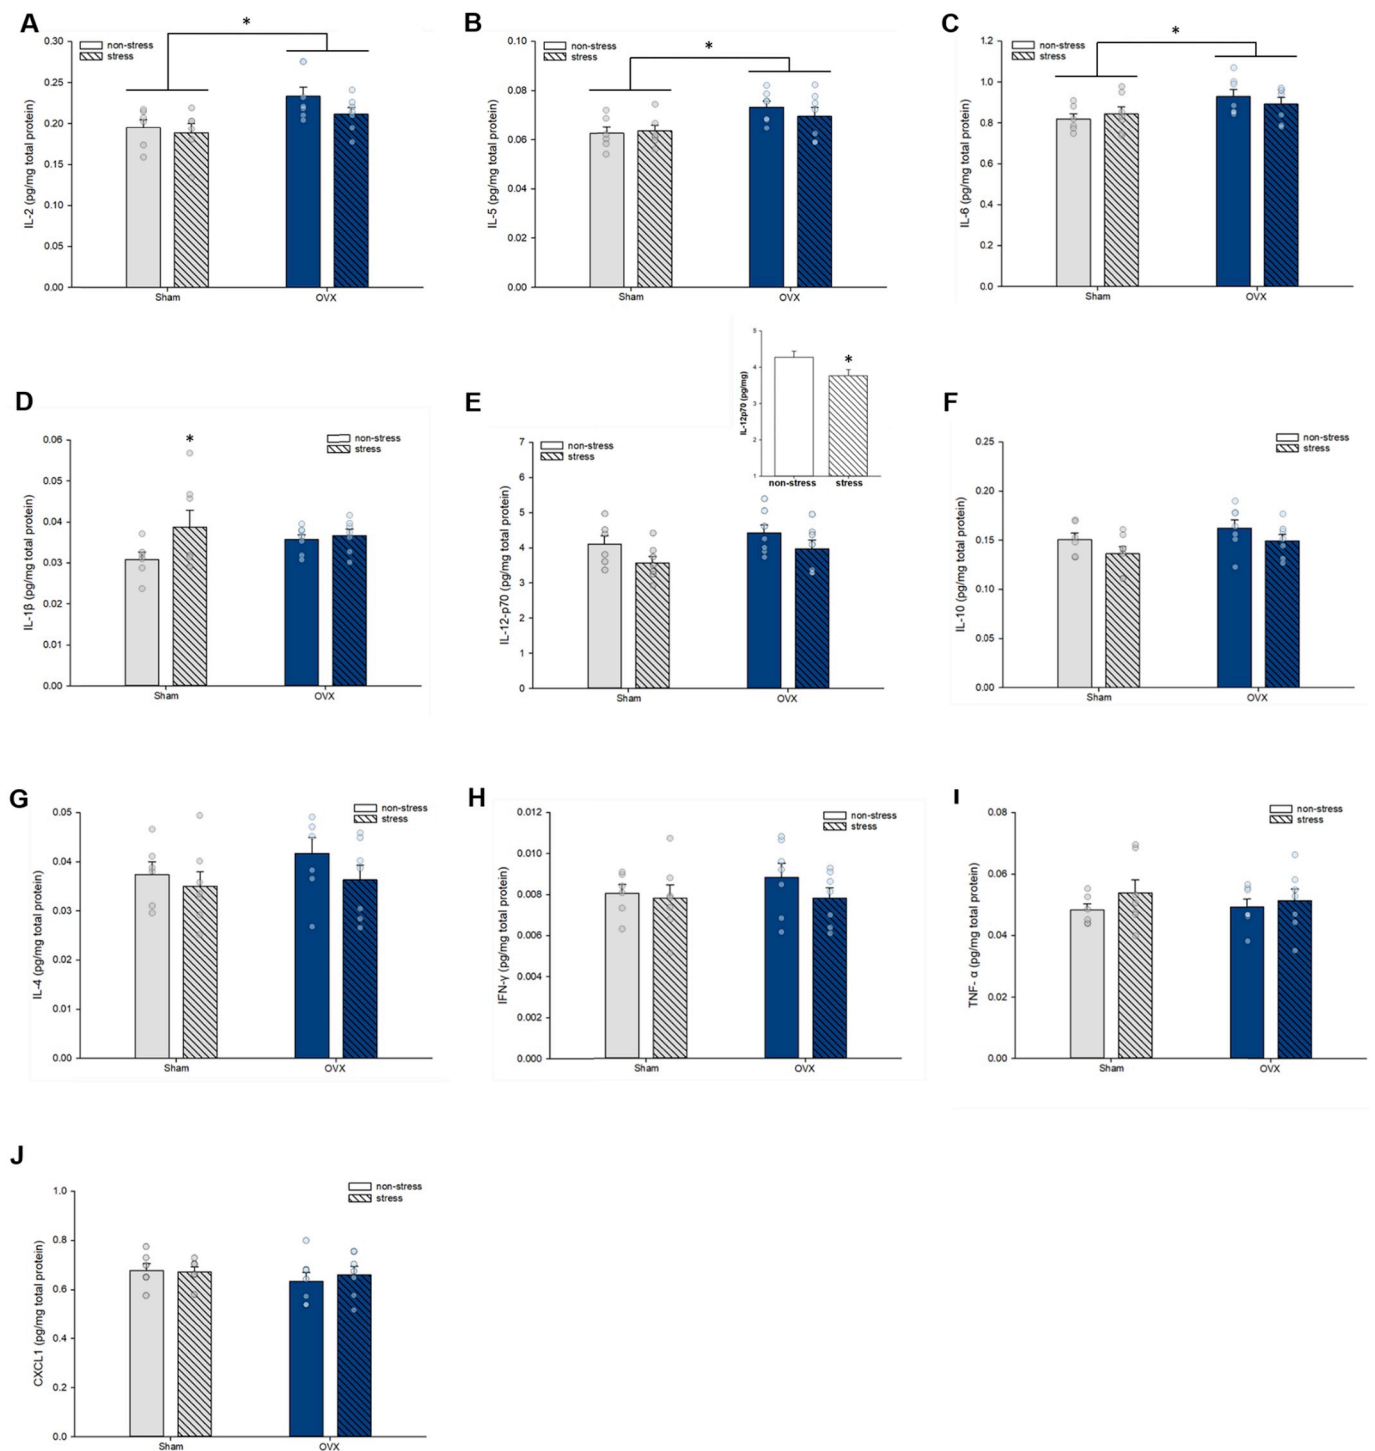 A
*
non-stress
stress
IL-2 (pg/mg total protein)
0.30
0.25
0.20
0.15
0.10
0.05
0.00
Sham
OVX
B
*
non-stress
stress
IL-5 (pg/mg total protein)
0.10
0.08
0.06
0.04
0.02
0.00
Sham
OVX
C
*
non-stress
stress
IL-6 (pg/mg total protein)
1.2
1.0
0.8
0.6
0.4
0.2
0.0
Sham
OVX
D
*
non-stress
stress
IL-1β (pg/mg total protein)
0.06
0.05
0.04
0.03
0.02
0.01
0.00
Sham
OVX
E
non-stress
stress
IL-12-p70 (pg/mg total protein)
7
6
5
4
3
2
1
0
Sham
OVX
IL-12p70 (pg/mg)
5
4
3
2
1
*
non-stress
stress
F
non-stress
stress
IL-10 (pg/mg total protein)
0.25
0.20
0.15
0.10
0.05
0.00
Sham
OVX
G
non-stress
stress
IL-4 (pg/mg total protein)
0.05
0.04
0.03
0.02
0.01
0.00
Sham
OVX
H
non-stress
stress
IFN-γ (pg/mg total protein)
0.012
0.010
0.008
0.006
0.004
0.002
0.000
Sham
OVX
I
non-stress
stress
TNF- α (pg/mg total protein)
0.08
0.06
0.04
0.02
0.00
Sham
OVX
J
non-stress
stress
CXCL1 (pg/mg total protein)
1.0
0.8
0.6
0.4
0.2
0.0
Sham
OVX